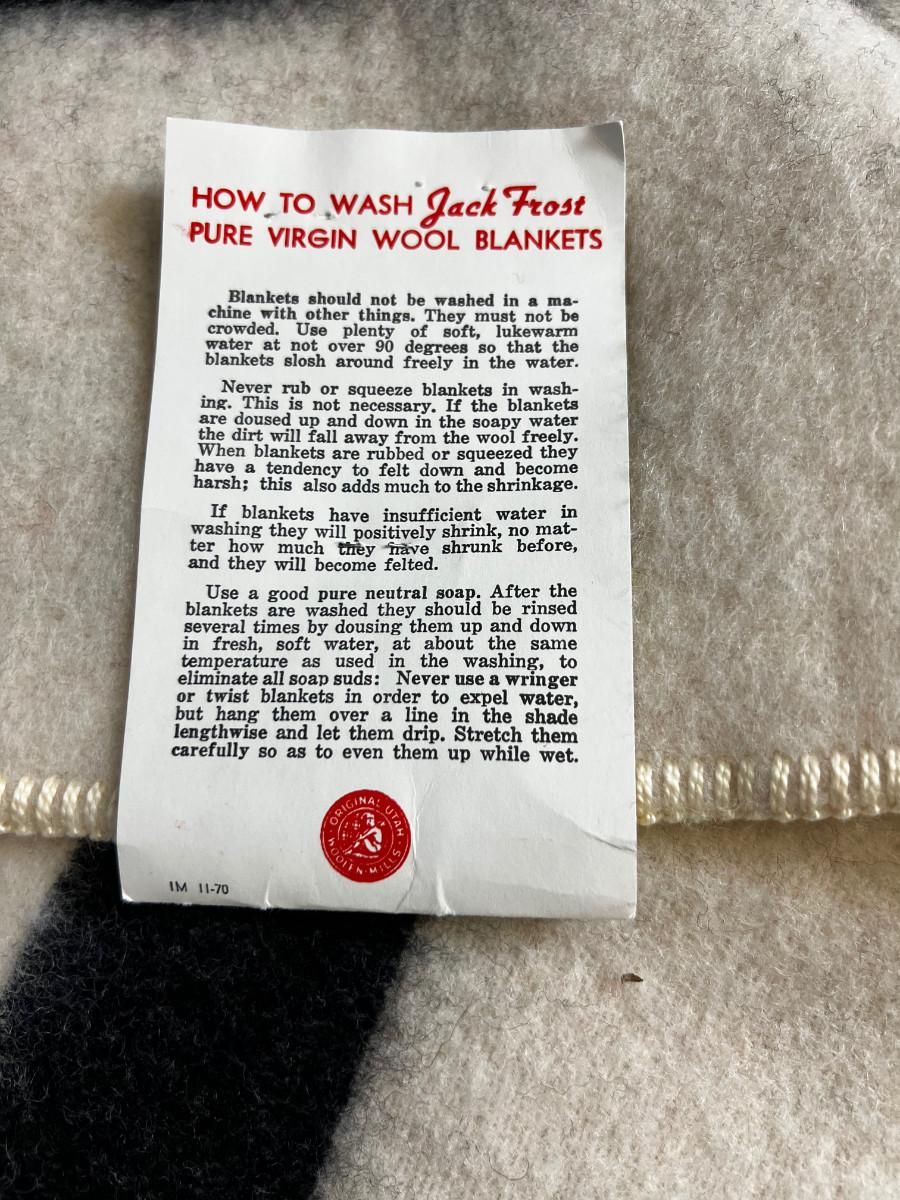 HOW TO WASH Jack Frost
PURE VIRGIN WOOL BLANKETS
Blankets should not be washed in a ma-
chine with other things. They must not be
crowded. Use plenty of soft, lukewarm
water at not over 90 degrees so that the
blankets slosh around freely in the water.
Never rub or squeeze blankets in wash-
ing. This is not necessary. If the blankets
are doused up and down in the soapy water
the dirt will fall away from the wool freely.
When blankets are rubbed or squeezed they
have a tendency to felt down and become
harsh; this also adds much to the shrinkage.
If blankets have insufficient water in
washing they will positively shrink, no mat-
ter how much they have shrunk before,
and they will become felted.
Use a good pure neutral soap. After the
blankets are washed they should be rinsed
several times by dousing them up and down
in fresh, soft water, at about the same
temperature as used in the washing, to
eliminate all soap suds: Never use a wringer
or twist blankets in order to expel water,
but hang them over a line in the shade
lengthwise and let them drip. Stretch them
carefully so as to even them up while wet.
ORIGINAL UTAH
WOOLEN MILLS
1M 11-70